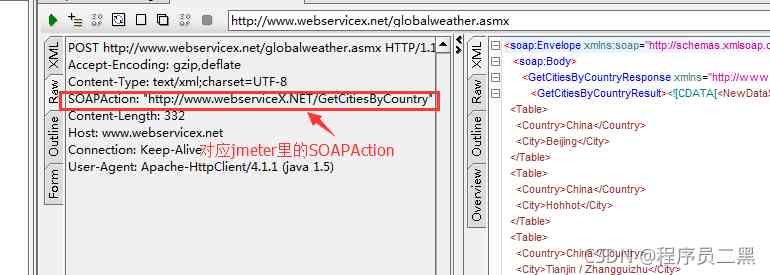 http://www.webservicex.net/globalweather.asmx
XML
Raw
Outline
Form
POST http://www.webservicex.net/globalweather.asmx HTTP/1.1
Accept-Encoding: gzip,deflate
Content-Type: text/xml;charset=UTF-8
SOAPAction: "http://www.webserviceX.NET/GetCitiesByCountry"
Content-Length: 332
Host: www.webservicex.net
Connection: Keep-Alive
对应jmeter里的SOAPAction
User-Agent: Apache-HttpClient/4.1.1 (java 1.5)
XML
Raw
Outline
Overview
<soap:Envelope xmlns:soap="http://schemas.xmlsoap.o
<soap:Body>
<GetCitiesByCountryResponse xmlns="http://www
<GetCitiesByCountryResult><![CDATA[<NewDataS
<Table>
<Country>China</Country>
<City>Beijing</City>
</Table>
<Table>
<Country>China</Country>
<City>Hohhot</City>
</Table>
<Table>
<Country>China</Country>
<City>Tianjin / Zhangguizhu</City>
</Table>
CSDN @程序员二黑